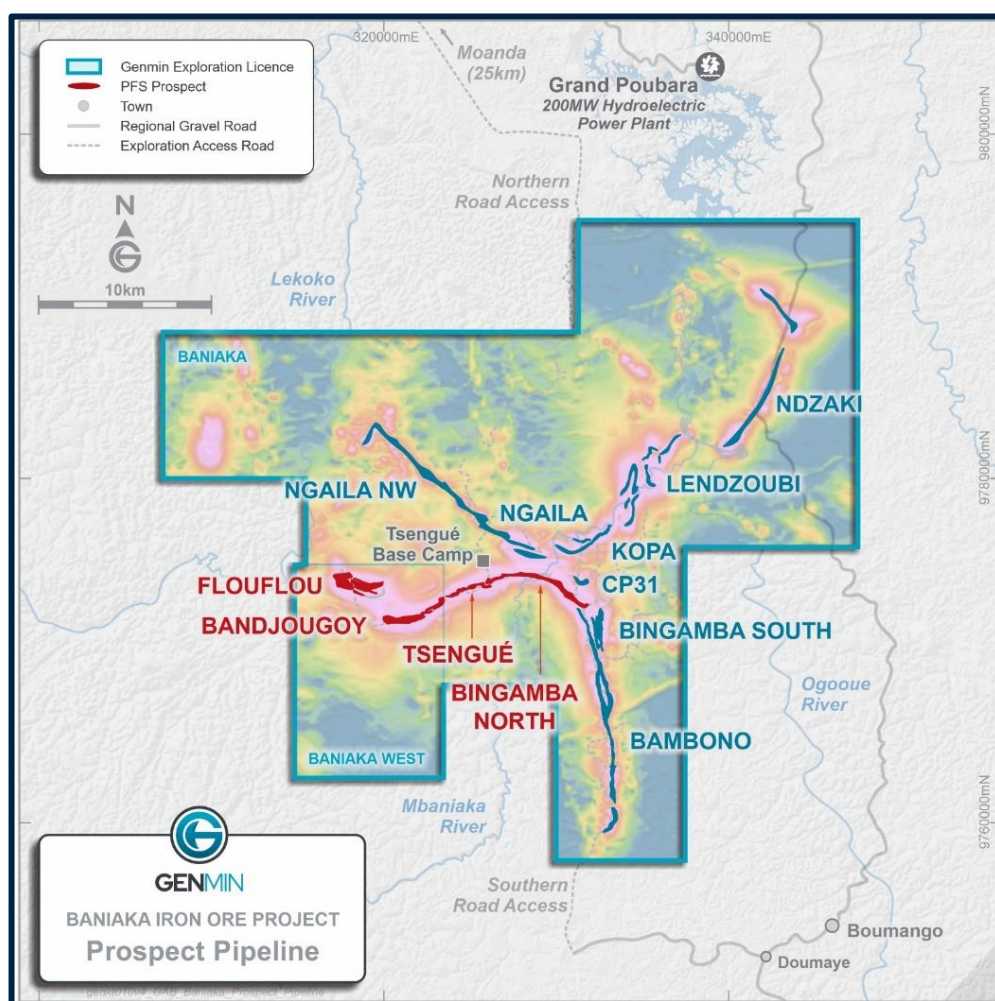 320000mE
340000mE
Genmin Exploration Licence
PFS Prospect
Town
Regional Gravel Road
Exploration Access Road
Moanda
(25km)
Grand Poubara
200MW Hydroelectric
Power Plant
9800000mN
Northern
Road Access
N
10km
Lekoko
River
BANIAKA
NDZAKI
NGAILA NW
LENDZOUBI
9780000mN
NGAILA
Tsengué
Base Camp
KOPA
CP31
FLOUFLOU
BANDJOUGOY
BINGAMBA SOUTH
TSENGUÉ
BINGAMBA
NORTH
Ogooue
River
BAMBONO
BANIAKA WEST
Mbaniaka
River
9760000mN
G
GENMIN
BANIAKA IRON ORE PROJECT
Prospect Pipeline
Southern
Road Access
Boumango
Doumaye